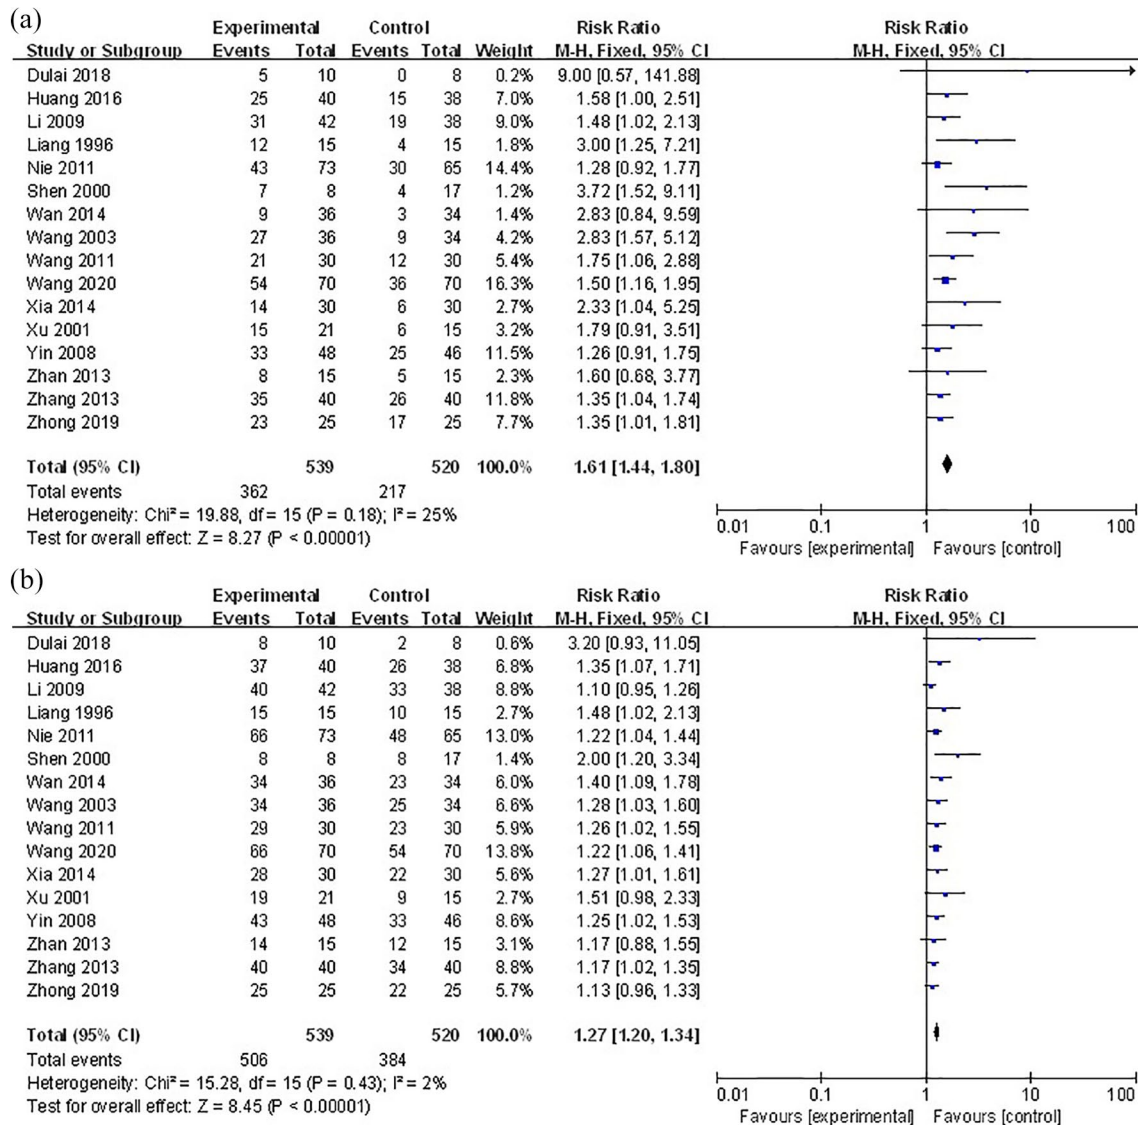 (a)
Experimental Control Risk Ratio Risk Ratio
Study or Subgroup Events Total Events Total Weight M-H, Fixed, 95% CI M-H, Fixed, 95% CI
Dulai 2018 5 10 0 8 0.2% 9.00 [0.57, 141.88]
Huang 2016 25 40 15 38 7.0% 1.58 [1.00, 2.51]
Li 2009 31 42 19 38 9.0% 1.48 [1.02, 2.13]
Liang 1996 12 15 4 15 1.8% 3.00 [1.25, 7.21]
Nie 2011 43 73 30 65 14.4% 1.28 [0.92, 1.77]
Shen 2000 7 8 4 17 1.2% 3.72 [1.52, 9.11]
Wan 2014 9 36 3 34 1.4% 2.83 [0.84, 9.59]
Wang 2003 27 36 9 34 4.2% 2.83 [1.57, 5.12]
Wang 2011 21 30 12 30 5.4% 1.75 [1.06, 2.88]
Wang 2020 54 70 36 70 16.3% 1.50 [1.16, 1.95]
Xia 2014 14 30 6 30 2.7% 2.33 [1.04, 5.25]
Xu 2001 15 21 6 15 3.2% 1.79 [0.91, 3.51]
Yin 2008 33 48 25 46 11.5% 1.26 [0.91, 1.75]
Zhan 2013 8 15 5 15 2.3% 1.60 [0.68, 3.77]
Zhang 2013 35 40 26 40 11.8% 1.35 [1.04, 1.74]
Zhong 2019 23 25 17 25 7.7% 1.35 [1.01, 1.81]
Total (95% CI) 539 520 100.0% 1.61 [1.44, 1.80]
Total events 362 217
Heterogeneity: Chi² = 19.88, df = 15 (P = 0.18); I² = 25%
Test for overall effect: Z = 8.27 (P < 0.00001)
0.01 0.1 1 10 100
Favours [experimental] Favours [control]
(b)
Experimental Control Risk Ratio Risk Ratio
Study or Subgroup Events Total Events Total Weight M-H, Fixed, 95% CI M-H, Fixed, 95% CI
Dulai 2018 8 10 2 8 0.6% 3.20 [0.93, 11.05]
Huang 2016 37 40 26 38 6.8% 1.35 [1.07, 1.71]
Li 2009 40 42 33 38 8.8% 1.10 [0.95, 1.26]
Liang 1996 15 15 10 15 2.7% 1.48 [1.02, 2.13]
Nie 2011 66 73 48 65 13.0% 1.22 [1.04, 1.44]
Shen 2000 8 8 8 17 1.4% 2.00 [1.20, 3.34]
Wan 2014 34 36 23 34 6.0% 1.40 [1.09, 1.78]
Wang 2003 34 36 25 34 6.6% 1.28 [1.03, 1.60]
Wang 2011 29 30 23 30 5.9% 1.26 [1.02, 1.55]
Wang 2020 66 70 54 70 13.8% 1.22 [1.06, 1.41]
Xia 2014 28 30 22 30 5.6% 1.27 [1.01, 1.61]
Xu 2001 19 21 9 15 2.7% 1.51 [0.98, 2.33]
Yin 2008 43 48 33 46 8.6% 1.25 [1.02, 1.53]
Zhan 2013 14 15 12 15 3.1% 1.17 [0.88, 1.55]
Zhang 2013 40 40 34 40 8.8% 1.17 [1.02, 1.35]
Zhong 2019 25 25 22 25 5.7% 1.13 [0.96, 1.33]
Total (95% CI) 539 520 100.0% 1.27 [1.20, 1.34]
Total events 506 384
Heterogeneity: Chi² = 15.28, df = 15 (P = 0.43); I² = 2%
Test for overall effect: Z = 8.45 (P < 0.00001)
0.01 0.1 1 10 100
Favours [experimental] Favours [control]